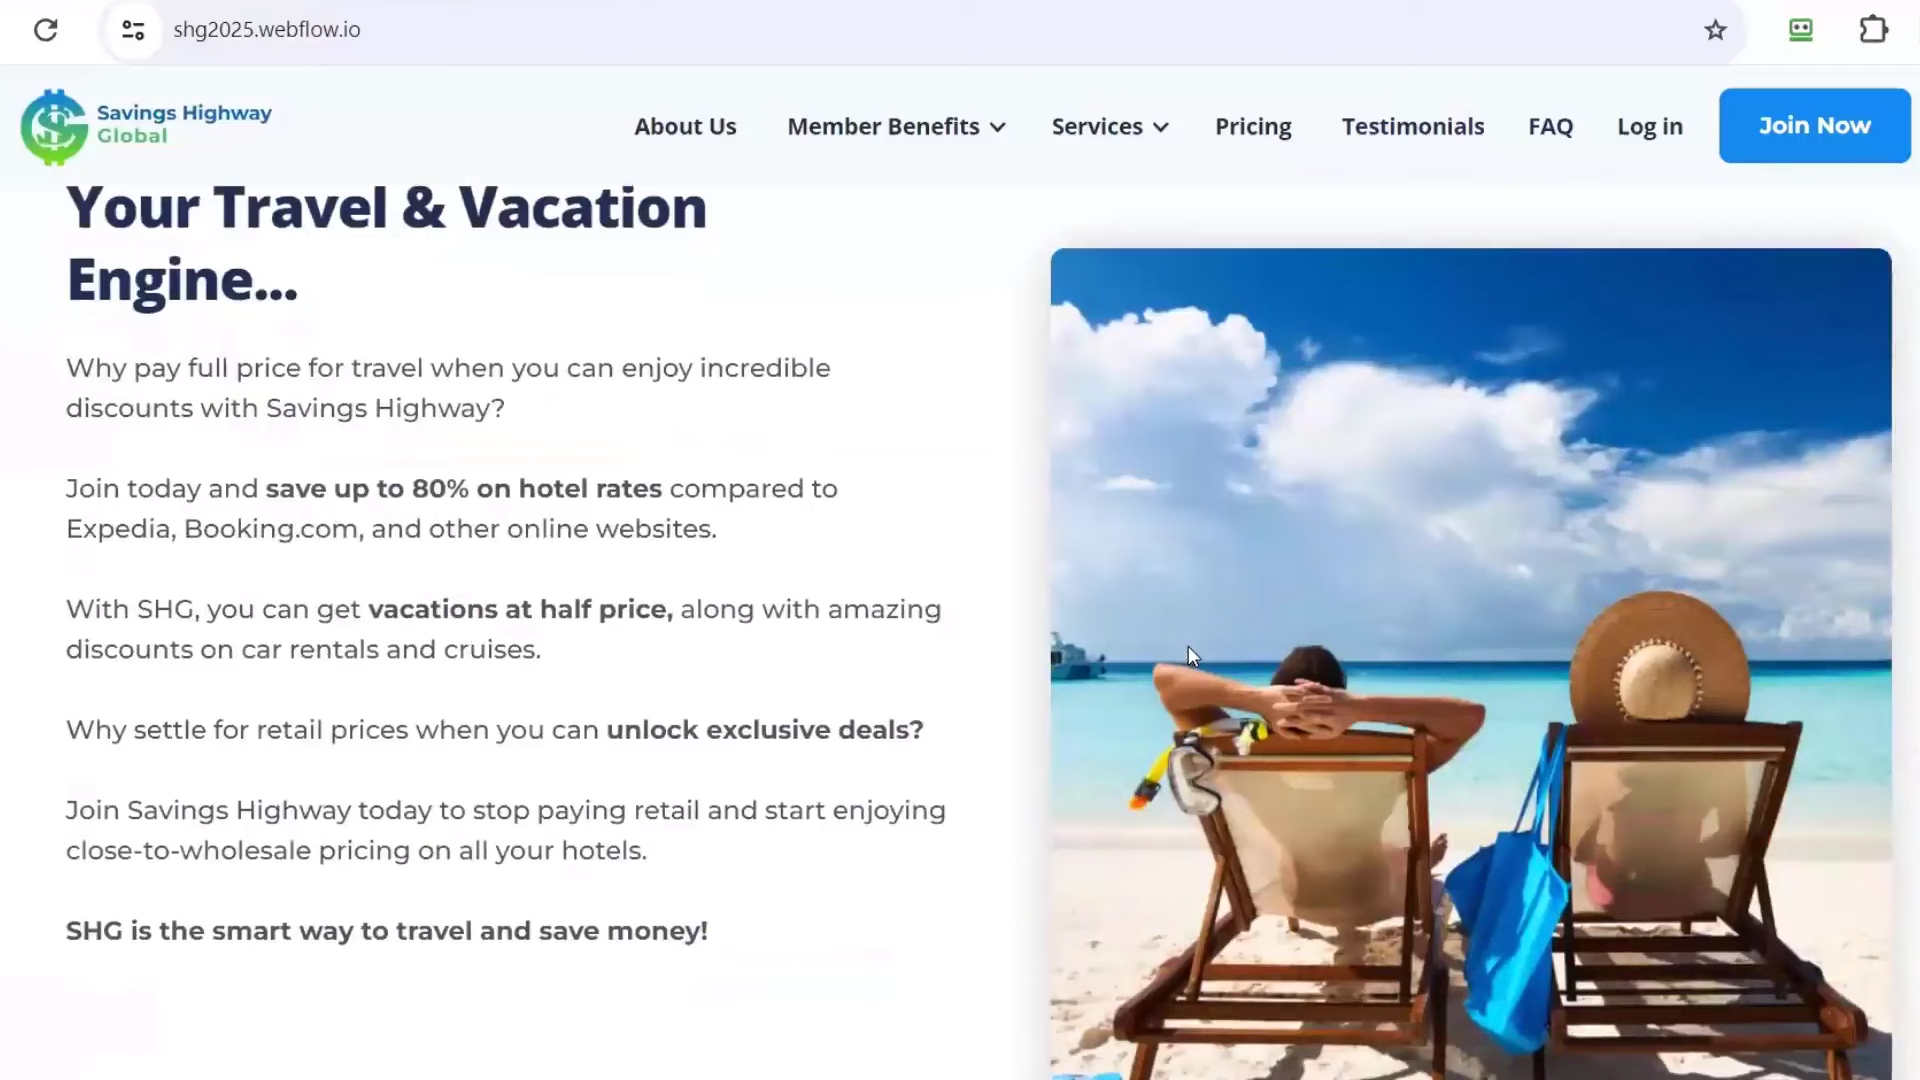 shg2025.webflow.io
Savings Highway
Global
About Us
Member Benefits
Services
Pricing
Testimonials
FAQ
Log in
Join Now
Your Travel & Vacation
Engine...
Why pay full price for travel when you can enjoy incredible
discounts with Savings Highway?
Join today and save up to 80% on hotel rates compared to
Expedia, Booking.com, and other online websites.
With SHG, you can get vacations at half price, along with amazing
discounts on car rentals and cruises.
Why settle for retail prices when you can unlock exclusive deals?
Join Savings Highway today to stop paying retail and start enjoying
close-to-wholesale pricing on all your hotels.
SHG is the smart way to travel and save money!